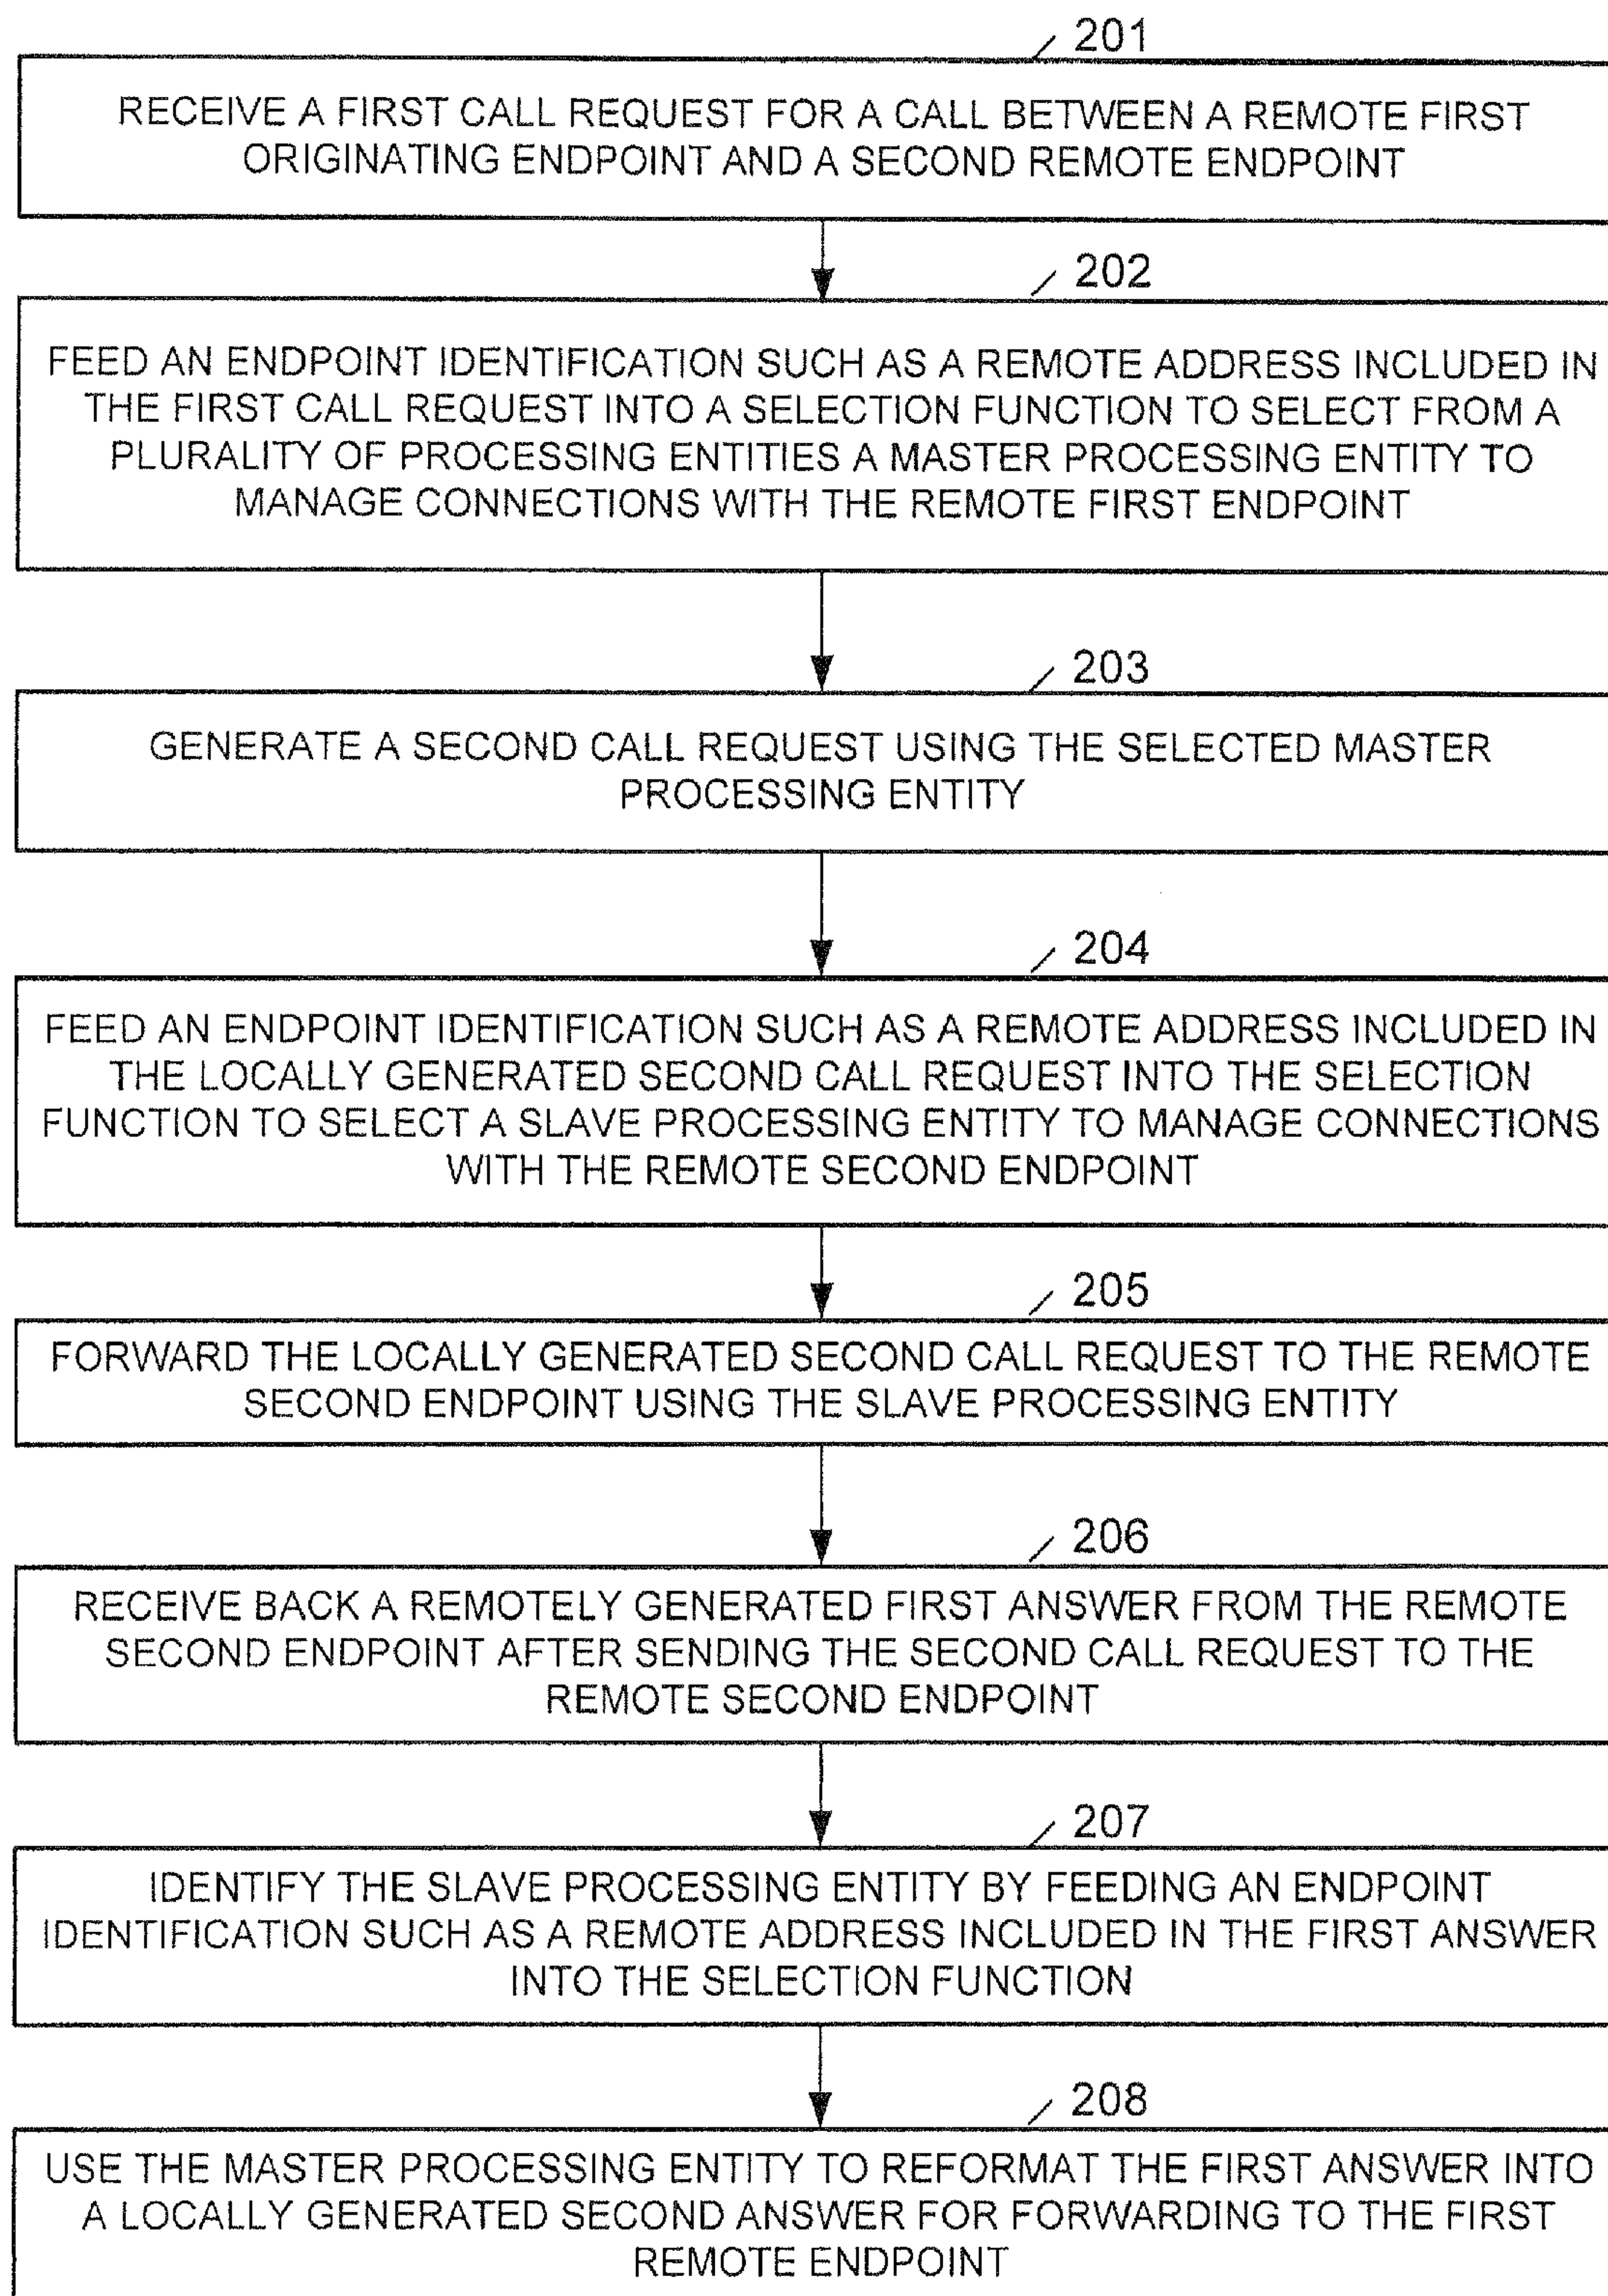 201
RECEIVE A FIRST CALL REQUEST FOR A CALL BETWEEN A REMOTE FIRST
ORIGINATING ENDPOINT AND A SECOND REMOTE ENDPOINT
202
FEED AN ENDPOINT IDENTIFICATION SUCH AS A REMOTE ADDRESS INCLUDED IN
THE FIRST CALL REQUEST INTO A SELECTION FUNCTION TO SELECT FROM A
PLURALITY OF PROCESSING ENTITIES A MASTER PROCESSING ENTITY TO
MANAGE CONNECTIONS WITH THE REMOTE FIRST ENDPOINT
203
GENERATE A SECOND CALL REQUEST USING THE SELECTED MASTER
PROCESSING ENTITY
204
FEED AN ENDPOINT IDENTIFICATION SUCH AS A REMOTE ADDRESS INCLUDED IN
THE LOCALLY GENERATED SECOND CALL REQUEST INTO THE SELECTION
FUNCTION TO SELECT A SLAVE PROCESSING ENTITY TO MANAGE CONNECTIONS
WITH THE REMOTE SECOND ENDPOINT
205
FORWARD THE LOCALLY GENERATED SECOND CALL REQUEST TO THE REMOTE
SECOND ENDPOINT USING THE SLAVE PROCESSING ENTITY
206
RECEIVE BACK A REMOTELY GENERATED FIRST ANSWER FROM THE REMOTE
SECOND ENDPOINT AFTER SENDING THE SECOND CALL REQUEST TO THE
REMOTE SECOND ENDPOINT
207
IDENTIFY THE SLAVE PROCESSING ENTITY BY FEEDING AN ENDPOINT
IDENTIFICATION SUCH AS A REMOTE ADDRESS INCLUDED IN THE FIRST ANSWER
INTO THE SELECTION FUNCTION
208
USE THE MASTER PROCESSING ENTITY TO REFORMAT THE FIRST ANSWER INTO
A LOCALLY GENERATED SECOND ANSWER FOR FORWARDING TO THE FIRST
REMOTE ENDPOINT